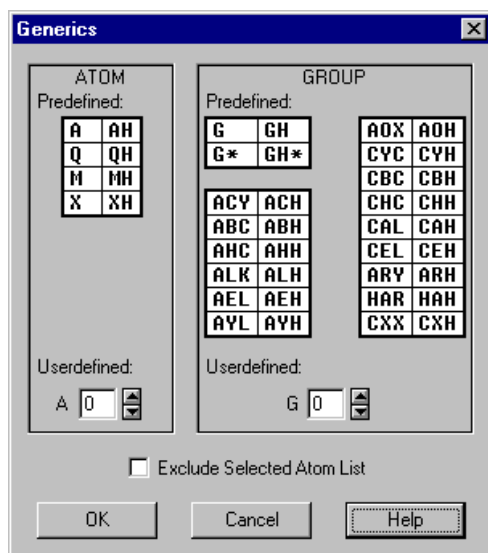 Generics
ATOM
Predefined:
A AH
Q QH
M MH
X XH
Userdefined:
A 0
GROUP
Predefined:
G GH
G* GH*
ACY ACH
ABC ABH
AHC AHH
ALK ALH
AEL AEH
AYL AYH
AOX AOH
CYC CYH
CBC CBH
CHC CHH
CAL CAH
CEL CEH
ARY ARH
HAR HAH
CXX CXH
Userdefined:
G 0
Exclude Selected Atom List
OK
Cancel
Help